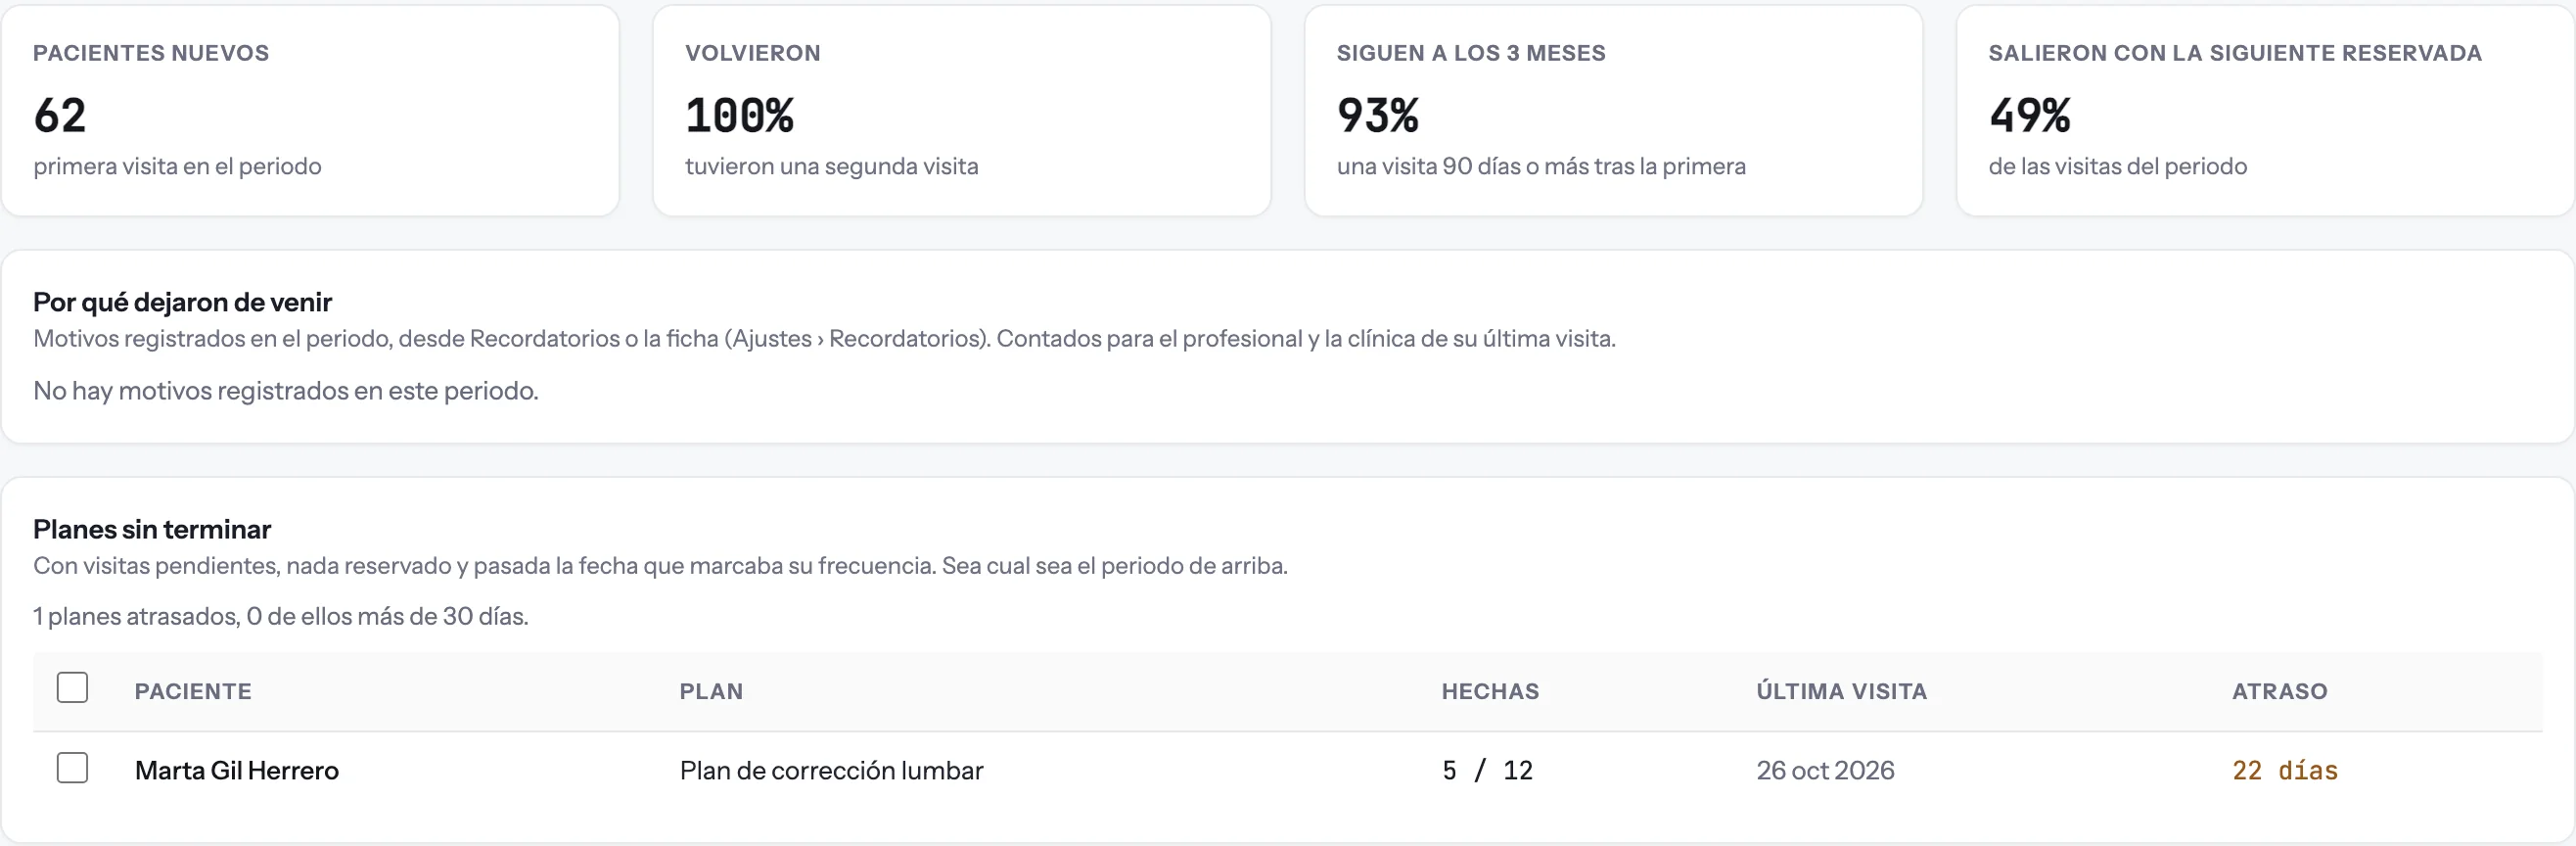 PACIENTES NUEVOS
62
primera visita en el periodo
VOLVIERON
100%
tuvieron una segunda visita
SIGUEN A LOS 3 MESES
93%
una visita 90 días o más tras la primera
SALIERON CON LA SIGUIENTE RESERVADA
49%
de las visitas del periodo
Por qué dejaron de venir
Motivos registrados en el periodo, desde Recordatorios o la ficha (Ajustes › Recordatorios). Contados para el profesional y la clínica de su última visita.
No hay motivos registrados en este periodo.
Planes sin terminar
Con visitas pendientes, nada reservado y pasada la fecha que marcaba su frecuencia. Sea cual sea el periodo de arriba.
1 planes atrasados, 0 de ellos más de 30 días.
PACIENTE PLAN HECHAS ÚLTIMA VISITA ATRASO
Marta Gil Herrero Plan de corrección lumbar 5 / 12 26 oct 2026 22 días